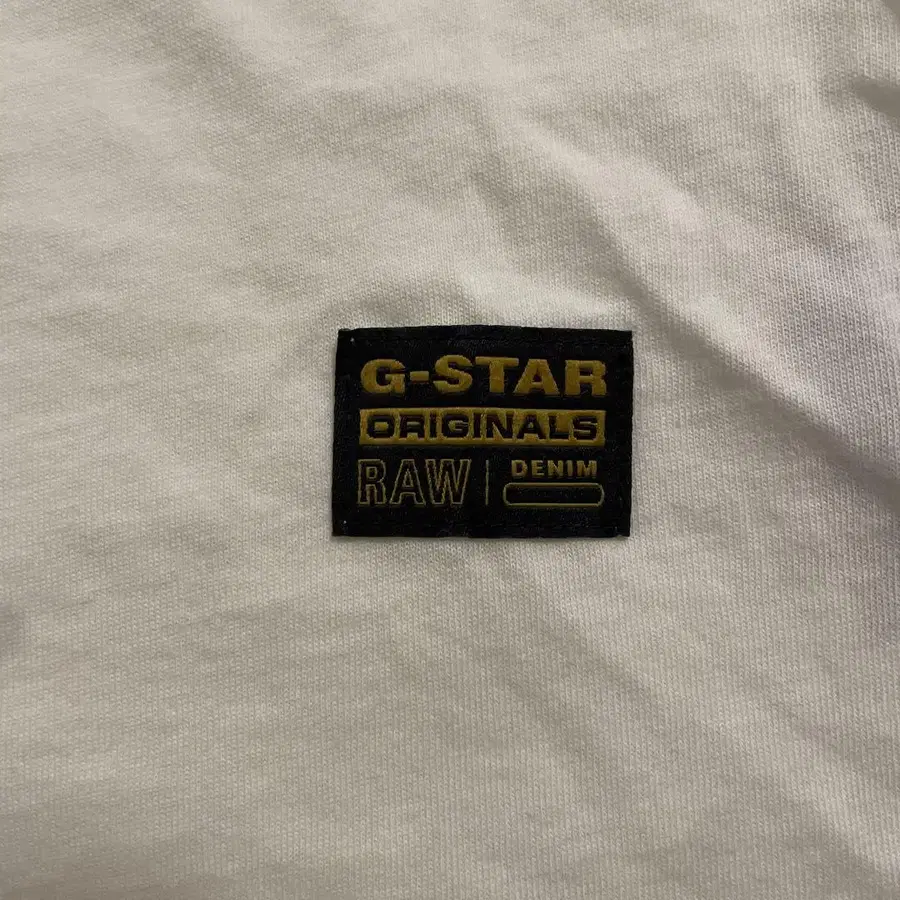 G-STAR
ORIGINALS
RAW | DENIM